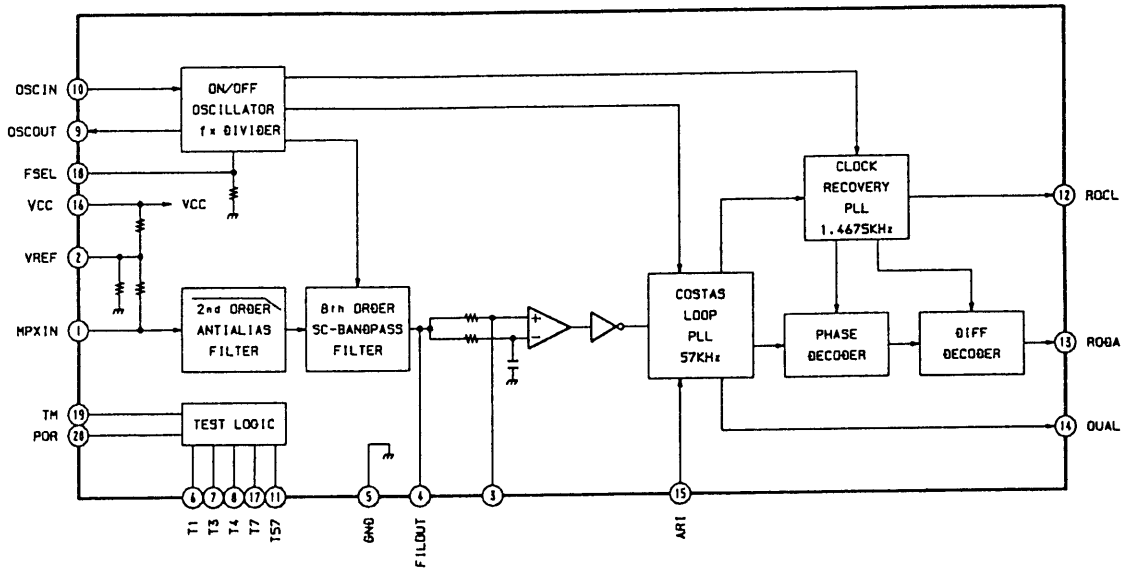 OSCIN 10
OSCOUT 9
FSEL 18
VCC 16
VCC
VREF 2
MPXIN 1
TM 19
POR 20
ON/OFF
OSCILLATOR
fx DIVIDER
2nd ORDER
ANTIALIAS
FILTER
8th ORDER
SC-BANDPASS
FILTER
TEST LOGIC
+
−
COSTAS
LOOP
PLL
57KHz
CLOCK
RECOVERY
PLL
1.4675KHz
PHASE
DECODER
DIFF
DECODER
12 RDCL
13 RDDA
14 QUAL
6 7 8 17 11 5 4 3 15
T1 T3 T4 T7 T57 GND FILOUT ARI